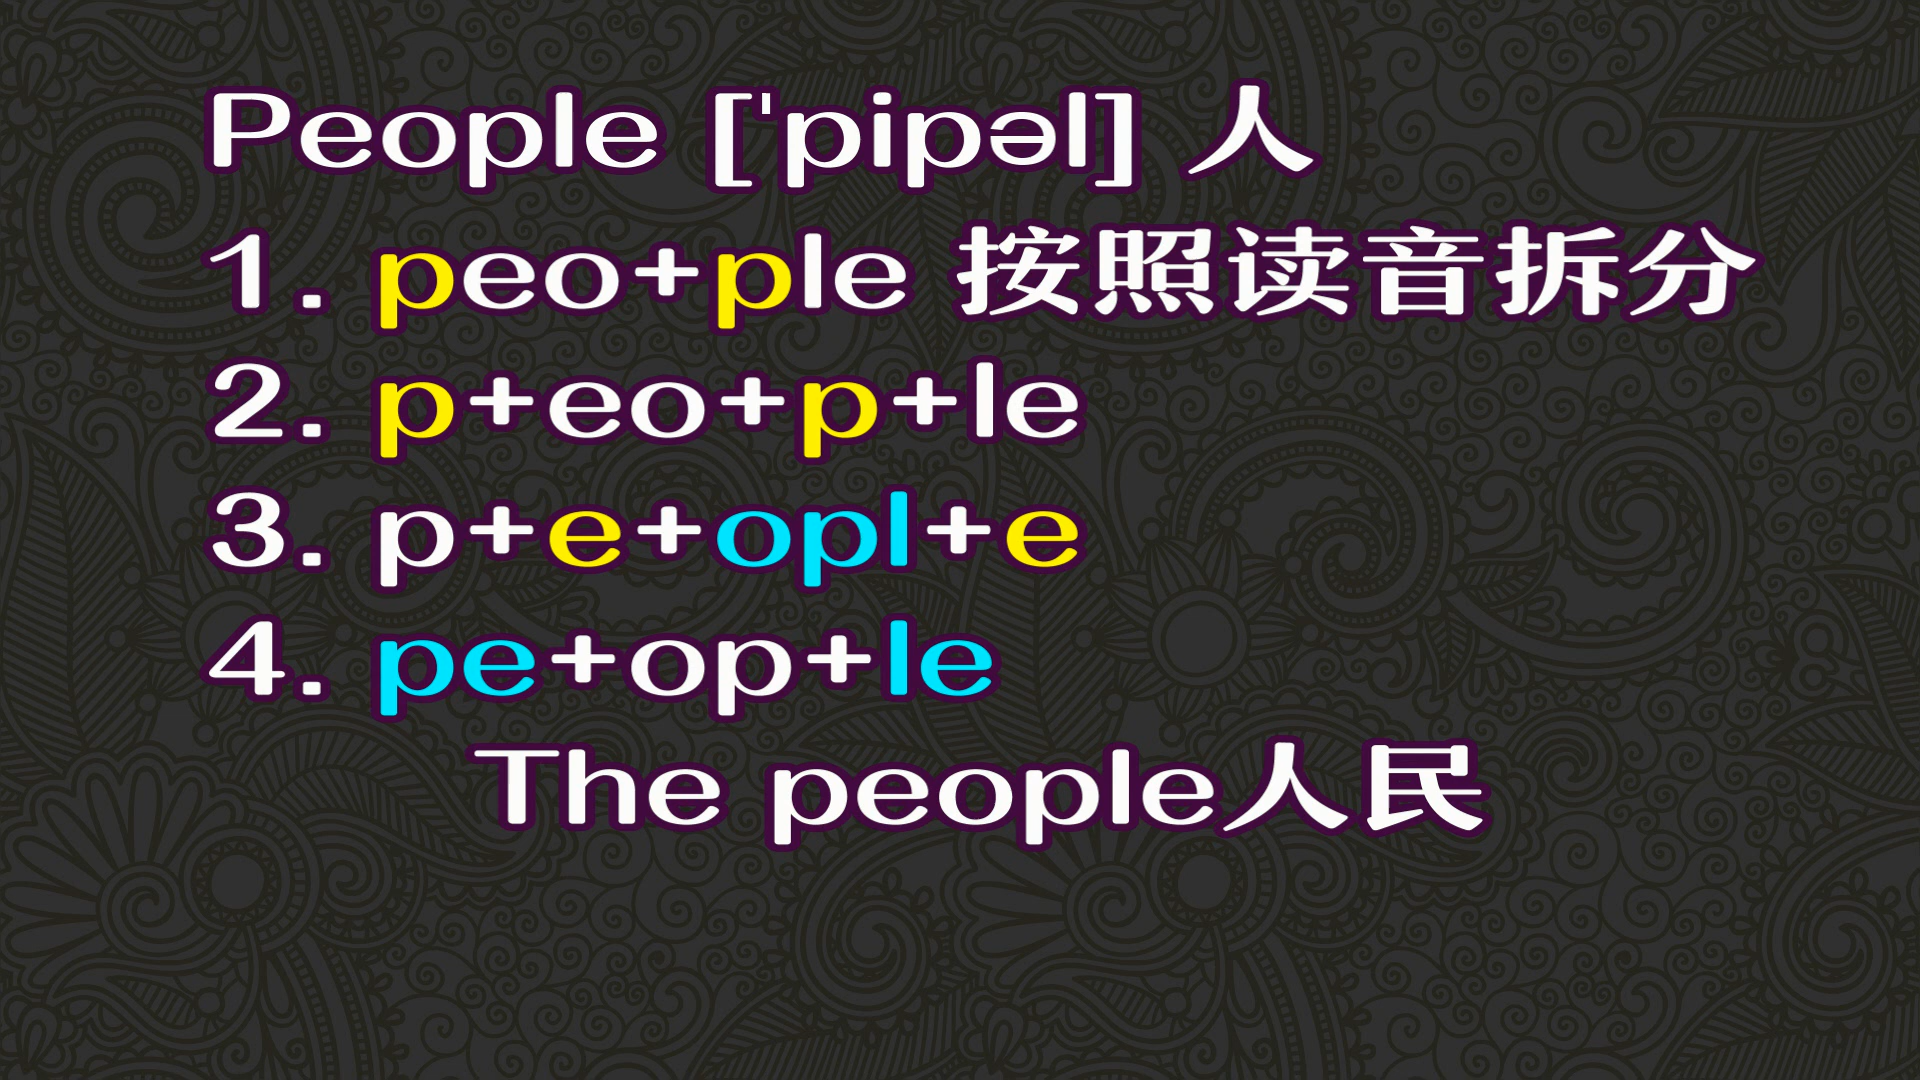 People [ˈpipəl] 人
1. peo+ple 按照读音拆分
2. p+eo+p+le
3. p+e+opl+e
4. pe+op+le
The people人民